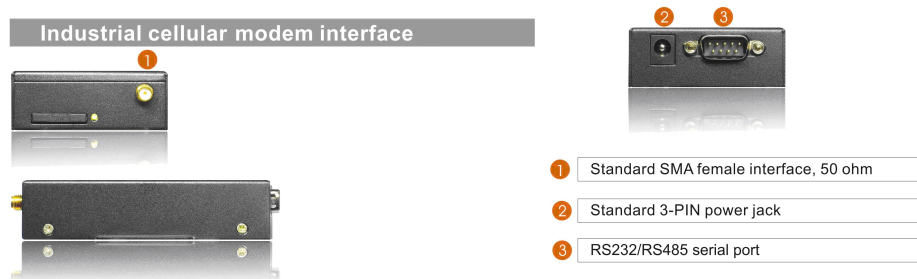 Industrial cellular modem interface
1
2
3
1 Standard SMA female interface, 50 ohm
2 Standard 3-PIN power jack
3 RS232/RS485 serial port